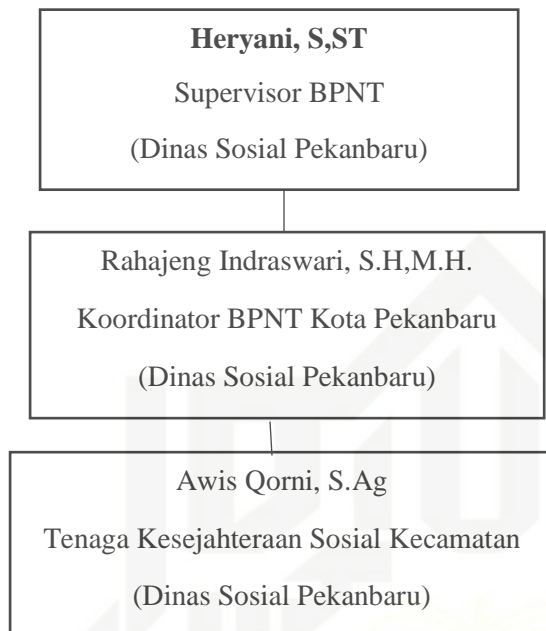 Heryani, S,ST
Supervisor BPNT
(Dinas Sosial Pekanbaru)
Rahajeng Indraswari, S.H,M.H.
Koordinator BPNT Kota Pekanbaru
(Dinas Sosial Pekanbaru)
Awis Qorni, S.Ag
Tenaga Kesejahteraan Sosial Kecamatan
(Dinas Sosial Pekanbaru)